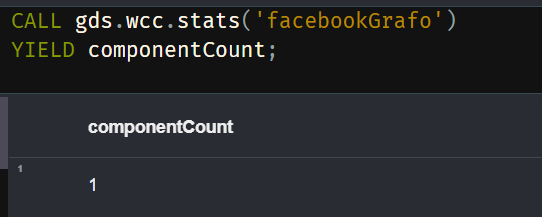 CALL gds.wcc.stats('facebookGrafo')
YIELD componentCount;
componentCount
1
1